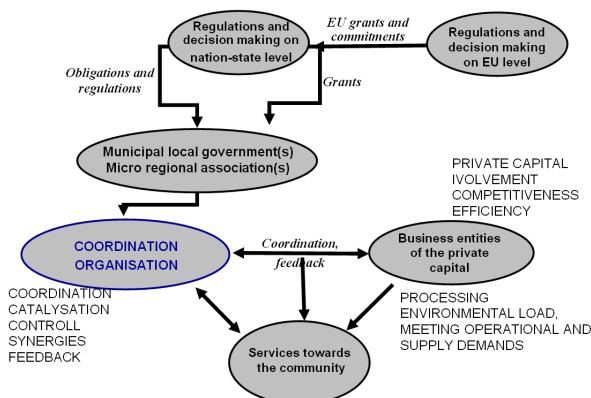 Regulations and
decision making on
nation-state level
EU grants and
commitments
Regulations and
decision making
on EU level
Obligations and
regulations
Grants
Municipal local government(s)
Micro regional association(s)
PRIVATE CAPITAL
IVOLVEMENT
COMPETITIVENESS
EFFICIENCY
COORDINATION
ORGANISATION
Coordination,
feedback
Business entities
of the private
capital
COORDINATION
CATALYSATION
CONTROLL
SYNERGIES
FEEDBACK
PROCESSING
ENVIRONMENTAL LOAD,
MEETING OPERATIONAL AND
SUPPLY DEMANDS
Services towards
the community